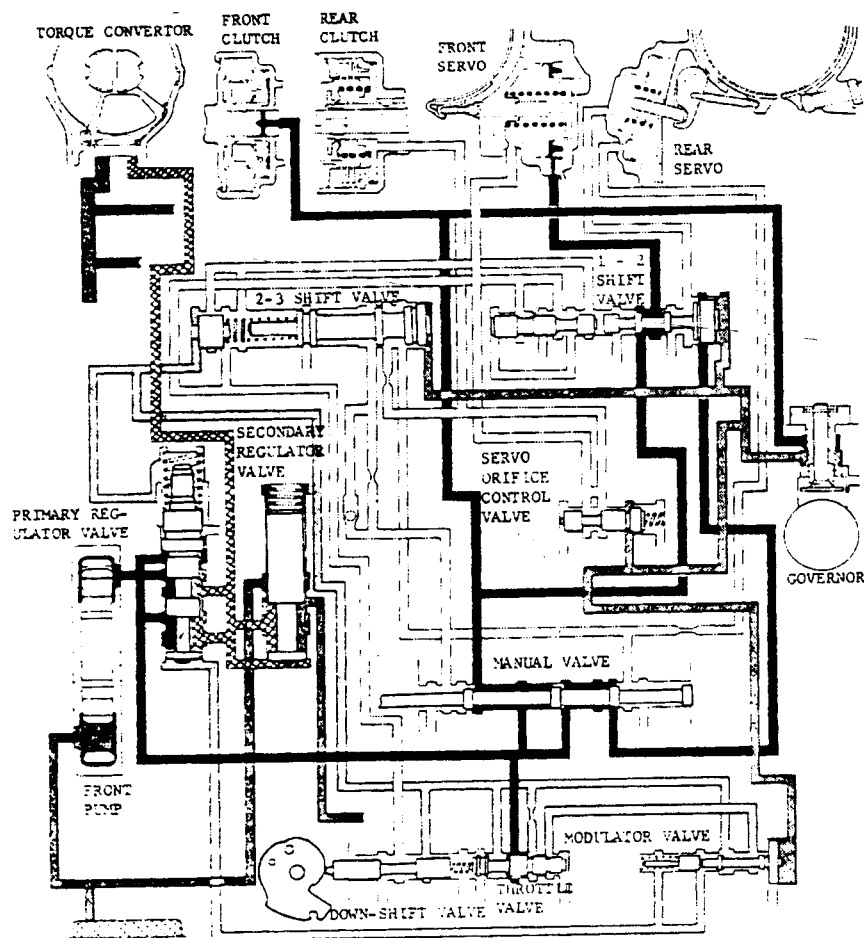 TORQUE CONVERTOR
FRONT
CLUTCH
REAR
CLUTCH
FRONT
SERVO
REAR
SERVO
1 - 2
SHIFT
VALVE
2-3 SHIFT VALVE
SECONDARY
REGULATOR
VALVE
SERVO
ORIFICE
CONTROL
VALVE
PRIMARY REG-
ULATOR VALVE
GOVERNOR
MANUAL VALVE
FRONT
PUMP
MODULATOR VALVE
THROTTLE
VALVE
DOWN-SHIFT VALVE